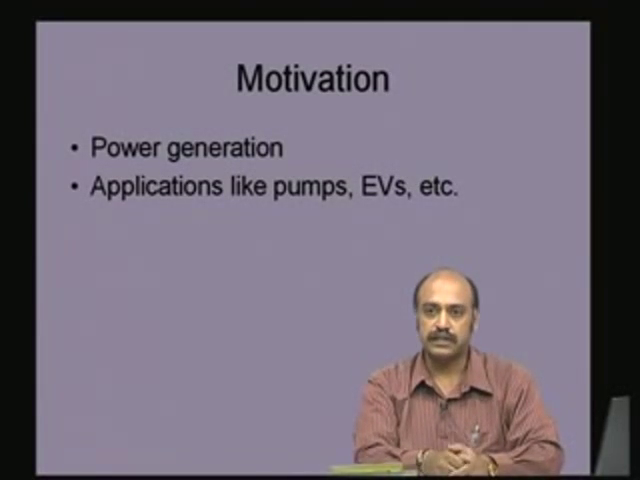 Motivation
• Power generation
• Applications like pumps, EVs, etc.